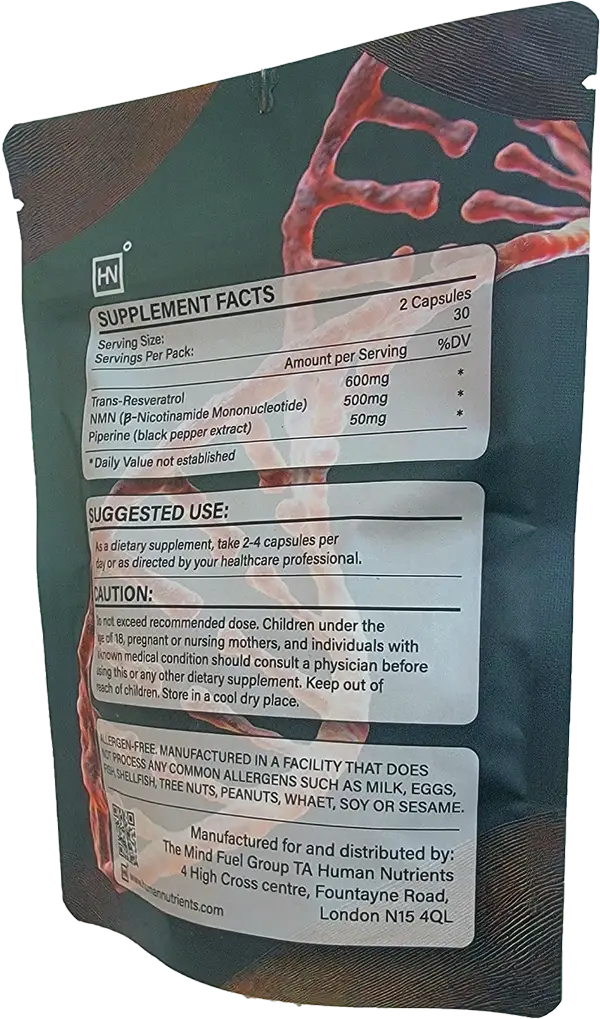 HN
SUPPLEMENT FACTS
Serving Size: 2 Capsules
Servings Per Pack: 30
Amount per Serving %DV
Trans-Resveratrol 600mg *
NMN (β-Nicotinamide Mononucleotide) 500mg *
Piperine (black pepper extract) 50mg *
*Daily Value not established
SUGGESTED USE:
As a dietary supplement, take 2-4 capsules per
day or as directed by your healthcare professional.
CAUTION:
Do not exceed recommended dose. Children under the
age of 18, pregnant or nursing mothers, and individuals with
known medical condition should consult a physician before
using this or any other dietary supplement. Keep out of
reach of children. Store in a cool dry place.
ALLERGEN-FREE: MANUFACTURED IN A FACILITY THAT DOES
NOT PROCESS ANY COMMON ALLERGENS SUCH AS MILK, EGGS,
FISH, SHELLFISH, TREE NUTS, PEANUTS, WHAET, SOY OR SESAME.
Manufactured for and distributed by:
The Mind Fuel Group TA Human Nutrients
4 High Cross centre, Fountayne Road,
London N15 4QL
www.humannutrients.com